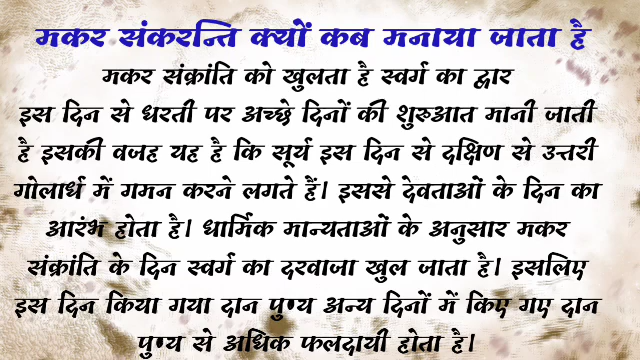 मकर संकरन्ति क्यों कब मनाया जाता है
मकर संक्रांति को खुलता है स्वर्ग का द्वार
इस दिन से धरती पर अच्छे दिनों की शुरुआत मानी जाती
है इसकी वजह यह है कि सूर्य इस दिन से दक्षिण से उत्तरी
गोलार्ध में गमन करने लगते हैं। इससे देवताओं के दिन का
आरंभ होता है। धार्मिक मान्यताओं के अनुसार मकर
संक्रांति के दिन स्वर्ग का दरवाजा खुल जाता है। इसलिए
इस दिन किया गया दान पुण्य अन्य दिनों में किए गए दान
पुण्य से अधिक फलदायी होता है।